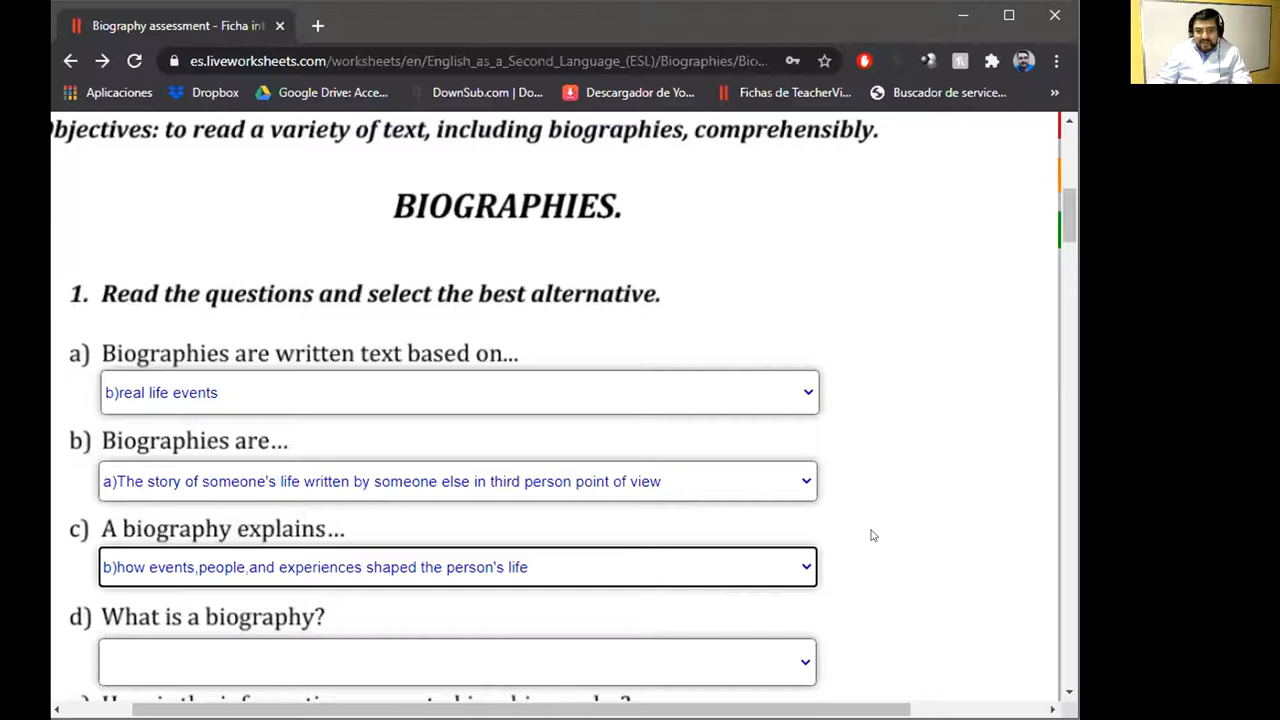 Biography assessment - Ficha in
es.liveworksheets.com/worksheets/en/English_as_a_Second_Language_(ESL)/Biographies/Bio...
Aplicaciones Dropbox Google Drive: Acce... DownSub.com | Do... Descargador de Yo... Fichas de TeacherVi... Buscador de service... »
Objectives: to read a variety of text, including biographies, comprehensibly.
BIOGRAPHIES.
1. Read the questions and select the best alternative.
a) Biographies are written text based on...
b)real life events
b) Biographies are...
a)The story of someone's life written by someone else in third person point of view
c) A biography explains...
b)how events,people,and experiences shaped the person's life
d) What is a biography?